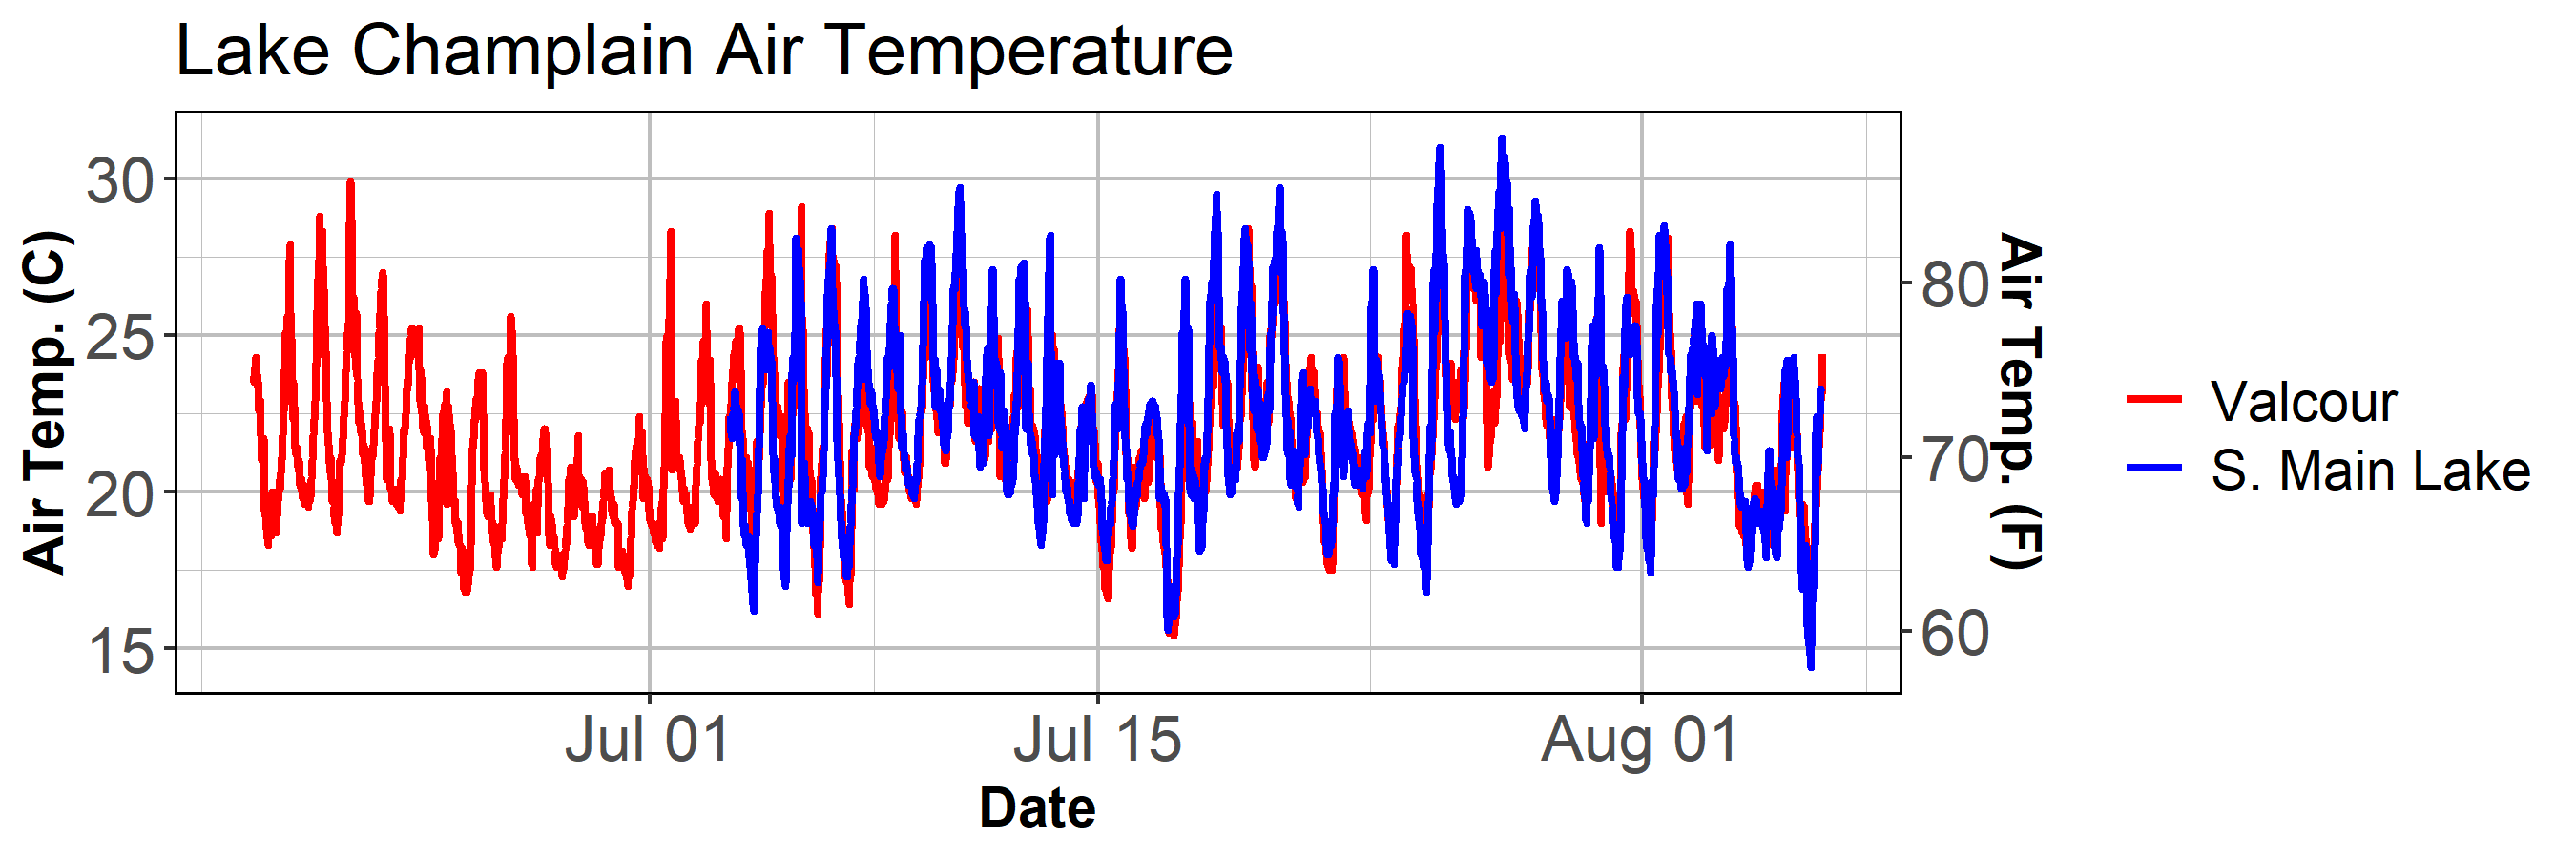 Lake Champlain Air Temperature
Air Temp. (C)
30
25
20
15
80
70
60
Air Temp. (F)
Jul 01
Jul 15
Aug 01
Date
Valcour
S. Main Lake